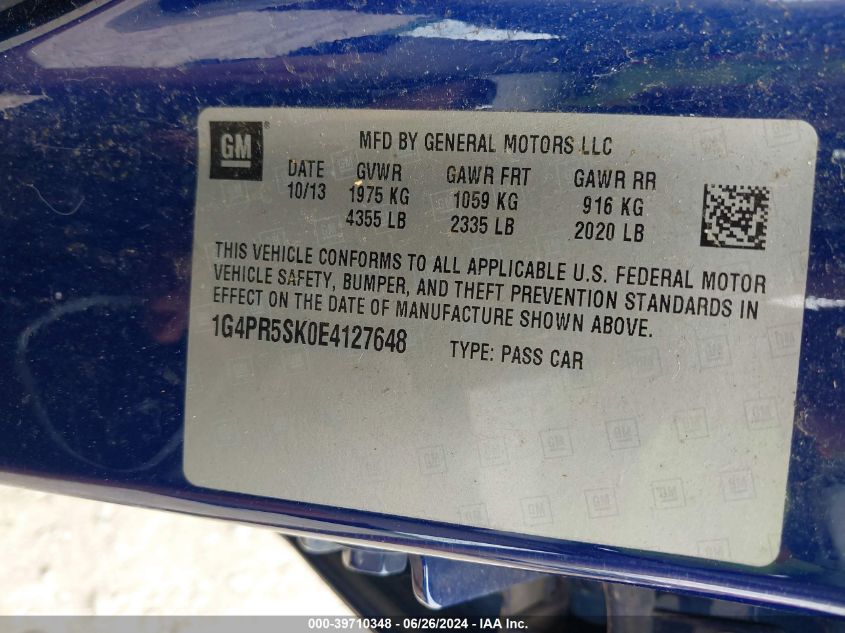 GM
MFD BY GENERAL MOTORS LLC
DATE GVWR GAWR FRT GAWR RR
10/13 1975 KG 1059 KG 916 KG
4355 LB 2335 LB 2020 LB
THIS VEHICLE CONFORMS TO ALL APPLICABLE U.S. FEDERAL MOTOR
VEHICLE SAFETY, BUMPER, AND THEFT PREVENTION STANDARDS IN
EFFECT ON THE DATE OF MANUFACTURE SHOWN ABOVE.
1G4PR5SK0E4127648 TYPE: PASS CAR
000-39710348 - 06/26/2024 - IAA Inc.